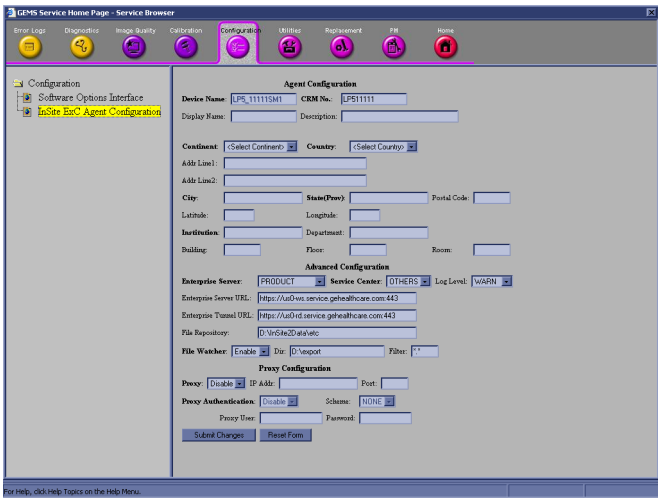 GEMS Service Home Page - Service Browser
Error Logs Diagnostics Image Quality Calibration Configuration Utilities Replacement PM Home
Configuration
Software Options Interface
InSite ExC Agent Configuration
Agent Configuration
Device Name: LP5_11111SM1 CRM No.: LP511111
Display Name: Description:
Continent: <Select Continent> Country: <Select Country>
Addr Line1:
Addr Line2:
City: State(Prov): Postal Code:
Latitude: Longitude:
Institution: Department:
Building: Floor: Room:
Advanced Configuration
Enterprise Server: PRODUCT Service Center: OTHERS Log Level: WARN
Enterprise Server URL: https://us0-ws.service.gehealthcare.com:443
Enterprise Tunnel URL: https://us0-rd.service.gehealthcare.com:443
File Repository: D:\InSite2Data\etc
File Watcher: Enable Dir: D:\export Filter: *.*
Proxy Configuration
Proxy: Disable IP Addr: Port:
Proxy Authentication: Disable Scheme: NONE
Proxy User: Password:
Submit Changes Reset Form
For Help, click Help Topics on the Help Menu.